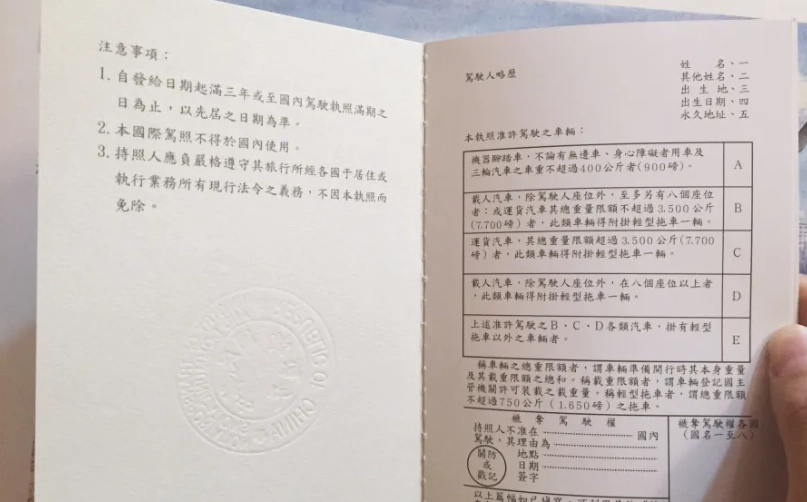 注意事項：
1. 自發給日期起滿三年或至國內駕駛執照滿期之
日為止，以先屆之日期為準。
2. 本國際駕照不得於國內使用。
3. 持照人應負嚴格遵守其旅行所經各國于居住或
執行業務所有現行法令之義務，不因本執照而
免除。
駕駛人略歷
姓名、一
其他姓名、二
出生地、三
出生日期、四
永久地址、五
本執照准許駕駛之車輛：
機器腳踏車，不論有無邊車、身心障礙者用車及
三輪汽車之車重不超過400公斤者(900磅)。
A
載人汽車，除駕駛人座位外，至多另有八個座位
者；或運貨汽車其總重量限額不超過3.500公斤
(7.700磅)者，此類車輛得附掛輕型拖車一輛。
B
運貨汽車，其總重量限額超過3.500公斤(7.700
磅)者，此類車輛得附掛輕型拖車一輛。
C
載人汽車，除駕駛人座位外，在八個座位以上者
，此類車輛得附掛輕型拖車一輛。
D
上述准許駕駛之B、C、D各類汽車，掛有輕型
拖車以外之車輛者。
E
稱車輛之總重限額者，謂車輛準備開行時其本身重量
及其載重限額之總和。稱載重限額者，謂車輛登記國主
管機關許可裝載之載重量。稱輕型拖車者，謂總重限額
不超過750公斤（1.650磅）之拖車。
褫奪駕駛權
持照人不准在 國內
駕駛，其理由為
關防
或
戳記
地點
日期
簽字
褫奪駕駛權各國
(國名一至八)